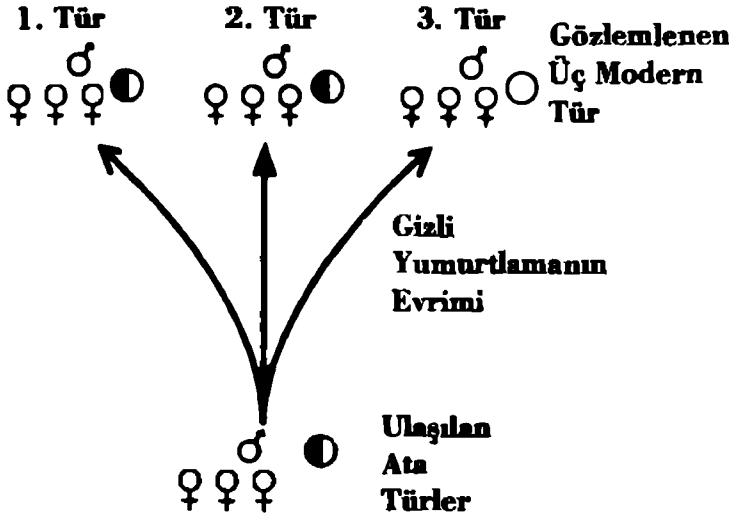 1. Tür
2. Tür
3. Tür
Gözlemlenen
Üç Modern
Tür
Gizli
Yumurtlamanın
Evrimi
Ulaşılan
Ata
Türler